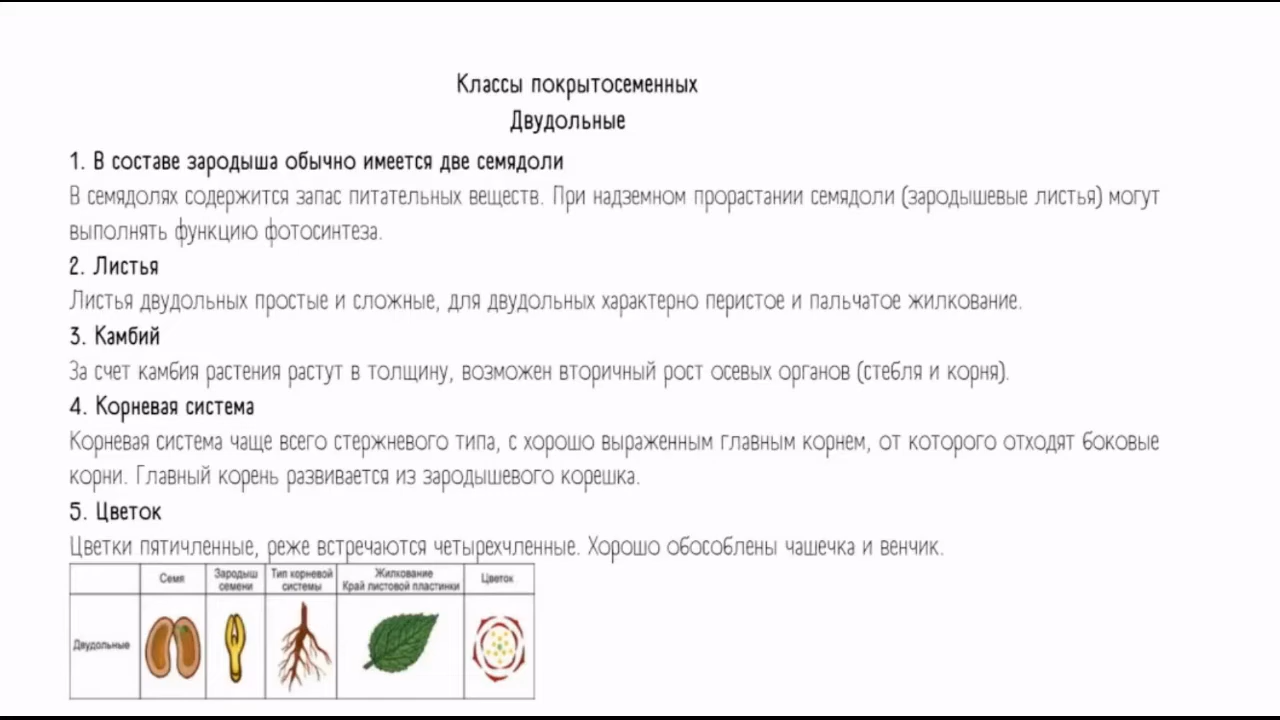 Классы покрытосеменных
Двудольные
1. В составе зародыша обычно имеется две семядоли
В семядолях содержится запас питательных веществ. При надземном прорастании семядоли (зародышевые листья) могут
выполнять функцию фотосинтеза.
2. Листья
Листья двудольных простые и сложные, для двудольных характерно перистое и пальчатое жилкование.
3. Камбий
За счет камбия растения растут в толщину, возможен вторичный рост осевых органов (стебля и корня).
4. Корневая система
Корневая система чаще всего стержневого типа, с хорошо выраженным главным корнем, от которого отходят боковые
корни. Главный корень развивается из зародышевого корешка.
5. Цветок
Цветки пятичленные, реже встречаются четырехчленные. Хорошо обособлены чашечка и венчик.
Семя
Зародыш
семени
Тип корневой
системы
Жилкование
Край листовой пластинки
Цветок
Двудольные